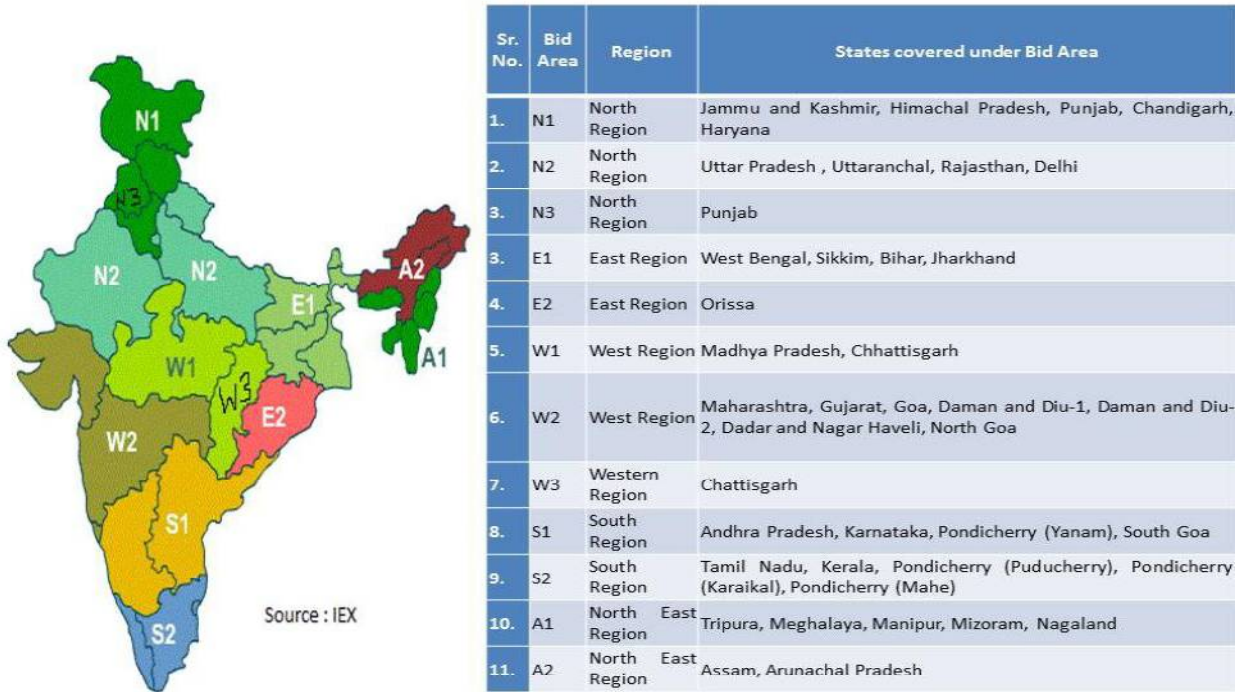 N1
N3
N2
N2
E1
A2
A1
W1
W3
E2
W2
S1
S2
Source : IEX
Sr. No. Bid Area Region States covered under Bid Area
1. N1 North Region Jammu and Kashmir, Himachal Pradesh, Punjab, Chandigarh, Haryana
2. N2 North Region Uttar Pradesh , Uttaranchal, Rajasthan, Delhi
3. N3 North Region Punjab
3. E1 East Region West Bengal, Sikkim, Bihar, Jharkhand
4. E2 East Region Orissa
5. W1 West Region Madhya Pradesh, Chhattisgarh
6. W2 West Region Maharashtra, Gujarat, Goa, Daman and Diu-1, Daman and Diu-2, Dadar and Nagar Haveli, North Goa
7. W3 Western Region Chattisgarh
8. S1 South Region Andhra Pradesh, Karnataka, Pondicherry (Yanam), South Goa
9. S2 South Region Tamil Nadu, Kerala, Pondicherry (Puducherry), Pondicherry (Karaikal), Pondicherry (Mahe)
10. A1 North East Region Tripura, Meghalaya, Manipur, Mizoram, Nagaland
11. A2 North East Region Assam, Arunachal Pradesh